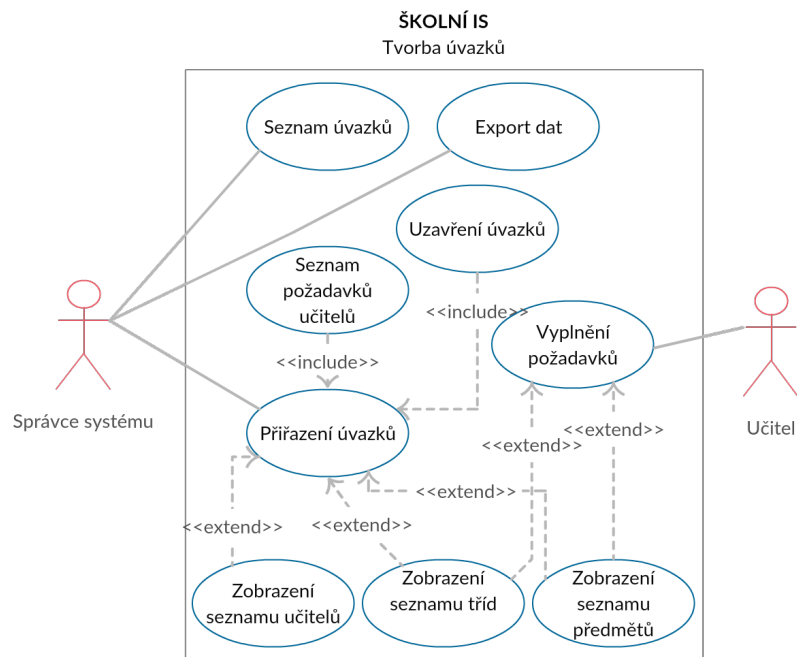 ŠKOLNÍ IS
Tvorba úvazků
Seznam úvazků
Export dat
Uzavření úvazků
Seznam
požadavků
učitelů
<<include>>
<<include>>
Vyplnění
požadavků
Správce systému
Učitel
Přiřazení úvazků
<<extend>>
<<extend>>
<<extend>>
<<extend>>
<<extend>>
Zobrazení
seznamu učitelů
Zobrazení
seznamu tříd
Zobrazení
seznamu
předmětů